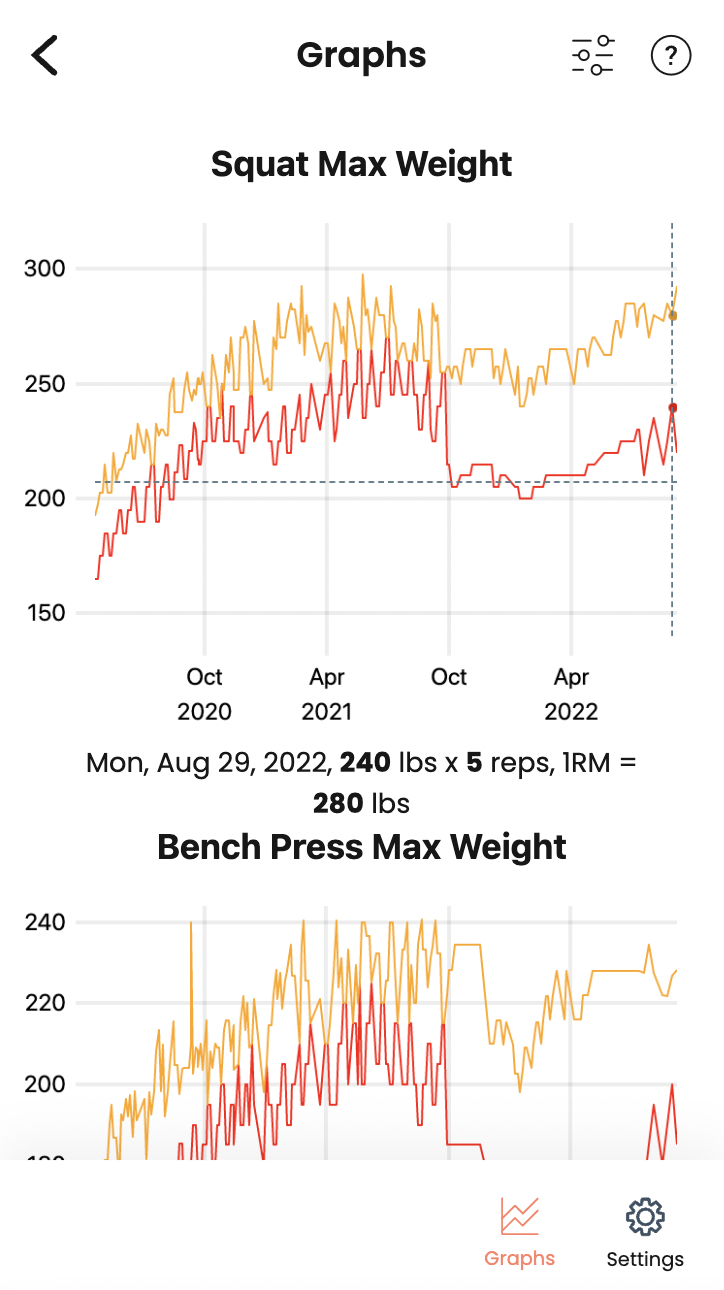 Graphs ?
Squat Max Weight
300
250
200
150
Oct Apr Oct Apr
2020 2021 2022
Mon, Aug 29, 2022, 240 lbs x 5 reps, 1RM =
280 lbs
Bench Press Max Weight
240
220
200
Graphs Settings